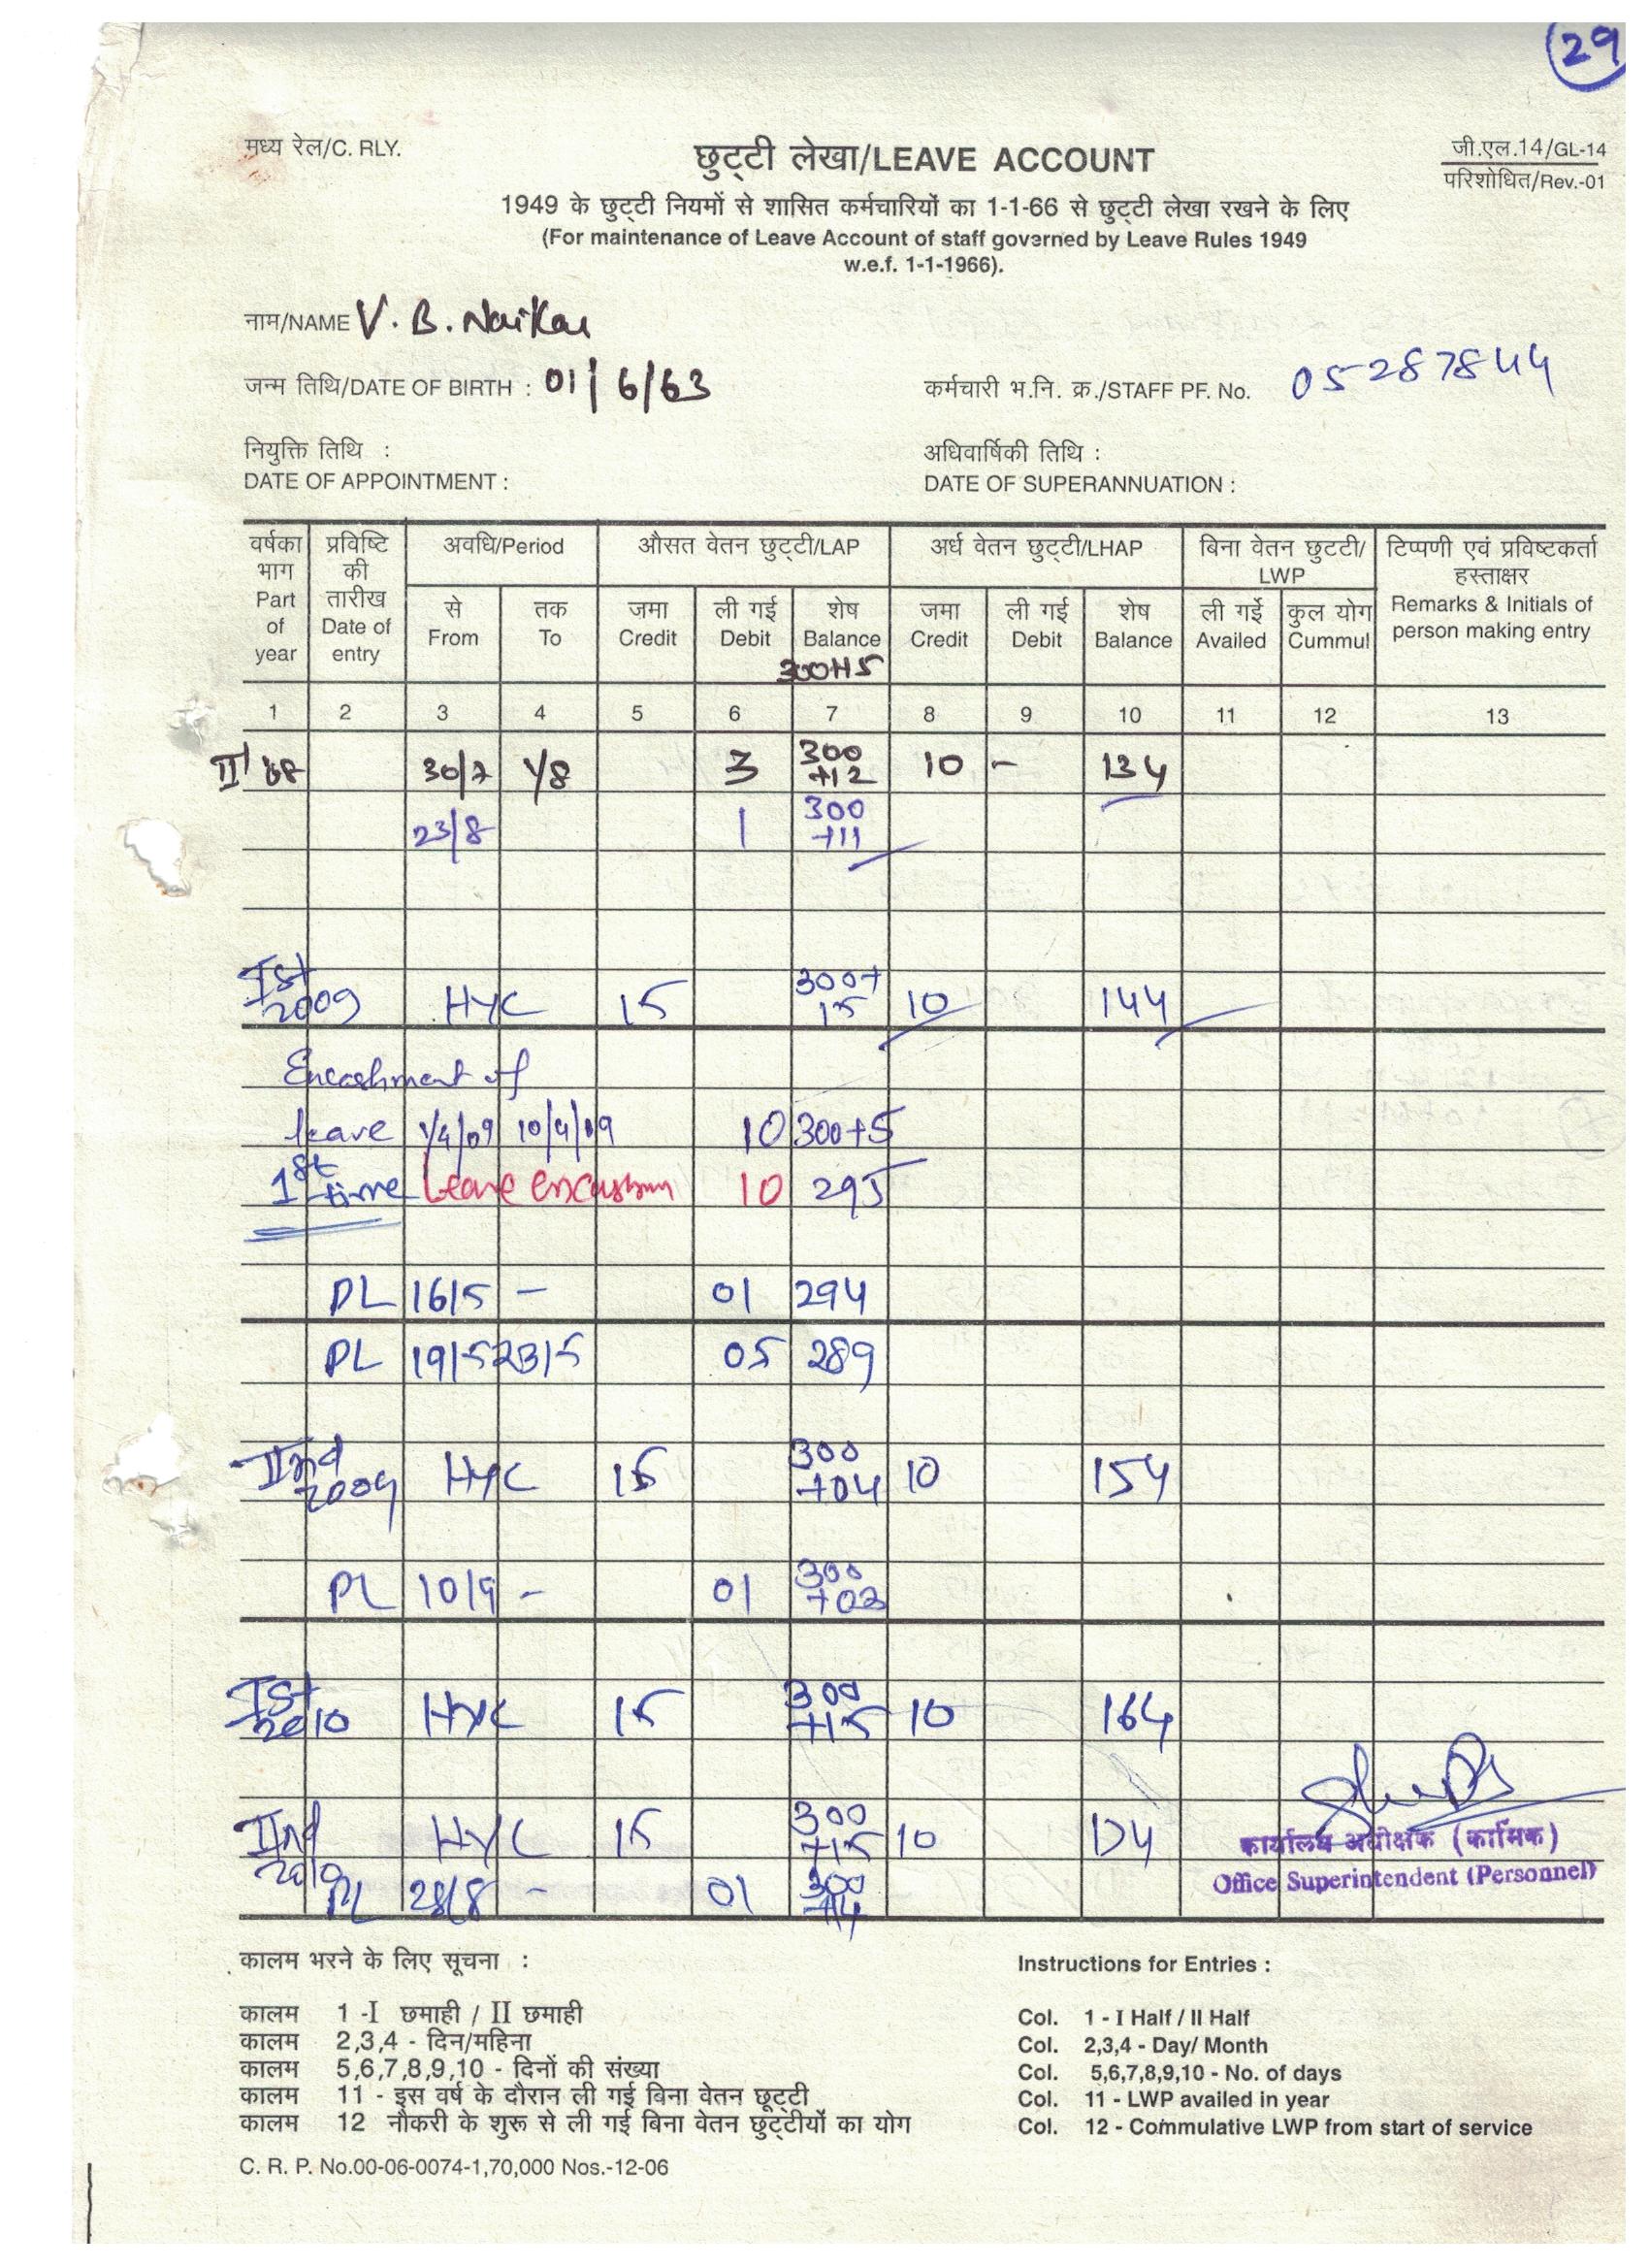 29
मध्य रेल/C. RLY.
छुट्टी लेखा/LEAVE ACCOUNT
जी.एल.14/GL-14
परिशोधित/Rev.-01
1949 के छुट्टी नियमों से शासित कर्मचारियों का 1-1-66 से छुट्टी लेखा रखने के लिए
(For maintenance of Leave Account of staff governed by Leave Rules 1949
w.e.f. 1-1-1966).
नाम/NAME V. B. Naikar
जन्म तिथि/DATE OF BIRTH : 01/6/63
कर्मचारी भ.नि. क्र./STAFF PF. No. 05287844
नियुक्ति तिथि :
DATE OF APPOINTMENT :
अधिवार्षिकी तिथि :
DATE OF SUPERANNUATION :
वर्षका भाग Part of year
प्रविष्टि की तारीख Date of entry
अवधि/Period
औसत वेतन छुट्टी/LAP
अर्ध वेतन छुट्टी/LHAP
बिना वेतन छुटटी/ LWP
टिप्पणी एवं प्रविष्टकर्ता हस्ताक्षर Remarks & Initials of person making entry
से From
तक To
जमा Credit
ली गई Debit
शेष Balance
जमा Credit
ली गई Debit
शेष Balance
ली गईे Availed
कुल योग Cummul
300+15
1 2 3 4 5 6 7 8 9 10 11 12 13
II' 08 30/7 1/8 3 300 +12 10 - 134
23/8 1 300 +11
Ist 2009 HYC 15 300+ 15 10 144
Encashment of
leave 1/4/09 10/4/09 10 300+5
1st time Leave encashm 10 295
PL 16/5 - 01 294
PL 19/5 23/5 05 289
IInd 2009 HYC 15 300 +04 10 154
PL 10/9 - 01 300 +03
Ist 2010 HYC 15 300 +15 10 164
IInd 2010 HYC 15 300 +15 10 174
PL 28/8 - 01 300 +14
कार्यालय अधीक्षक (कार्मिक)
Office Superintendent (Personnel)
कालम भरने के लिए सूचना :
कालम 1 -I छमाही / II छमाही
कालम 2,3,4 - दिन/महिना
कालम 5,6,7,8,9,10 - दिनों की संख्या
कालम 11 - इस वर्ष के दौरान ली गई बिना वेतन छूट्टी
कालम 12 नौकरी के शुरू से ली गई बिना वेतन छुट्टीयों का योग
Instructions for Entries :
Col. 1 - I Half / II Half
Col. 2,3,4 - Day/ Month
Col. 5,6,7,8,9,10 - No. of days
Col. 11 - LWP availed in year
Col. 12 - Commulative LWP from start of service
C. R. P. No.00-06-0074-1,70,000 Nos.-12-06